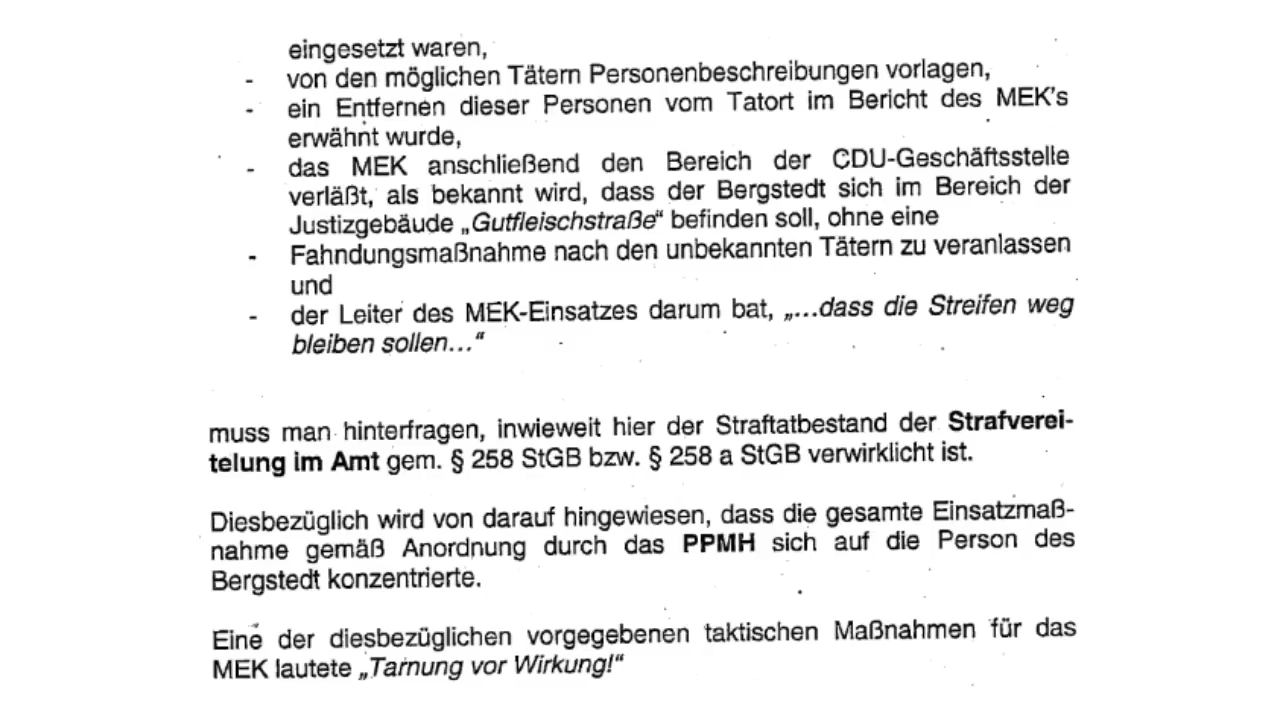 eingesetzt waren,
- von den möglichen Tätern Personenbeschreibungen vorlagen,
- ein Entfernen dieser Personen vom Tatort im Bericht des MEK's
erwähnt wurde,
- das MEK anschließend den Bereich der CDU-Geschäftsstelle
verläßt, als bekannt wird, dass der Bergstedt sich im Bereich der
Justizgebäude „Gutfleischstraße“ befinden soll, ohne eine
- Fahndungsmaßnahme nach den unbekannten Tätern zu veranlassen
und
- der Leiter des MEK-Einsatzes darum bat, „...dass die Streifen weg
bleiben sollen...“
muss man hinterfragen, inwieweit hier der Straftatbestand der Strafverei-
telung im Amt gem. § 258 StGB bzw. § 258 a StGB verwirklicht ist.
Diesbezüglich wird von darauf hingewiesen, dass die gesamte Einsatzmaß-
nahme gemäß Anordnung durch das PPMH sich auf die Person des
Bergstedt konzentrierte.
Eine der diesbezüglichen vorgegebenen taktischen Maßnahmen für das
MEK lautete „Tarnung vor Wirkung!“